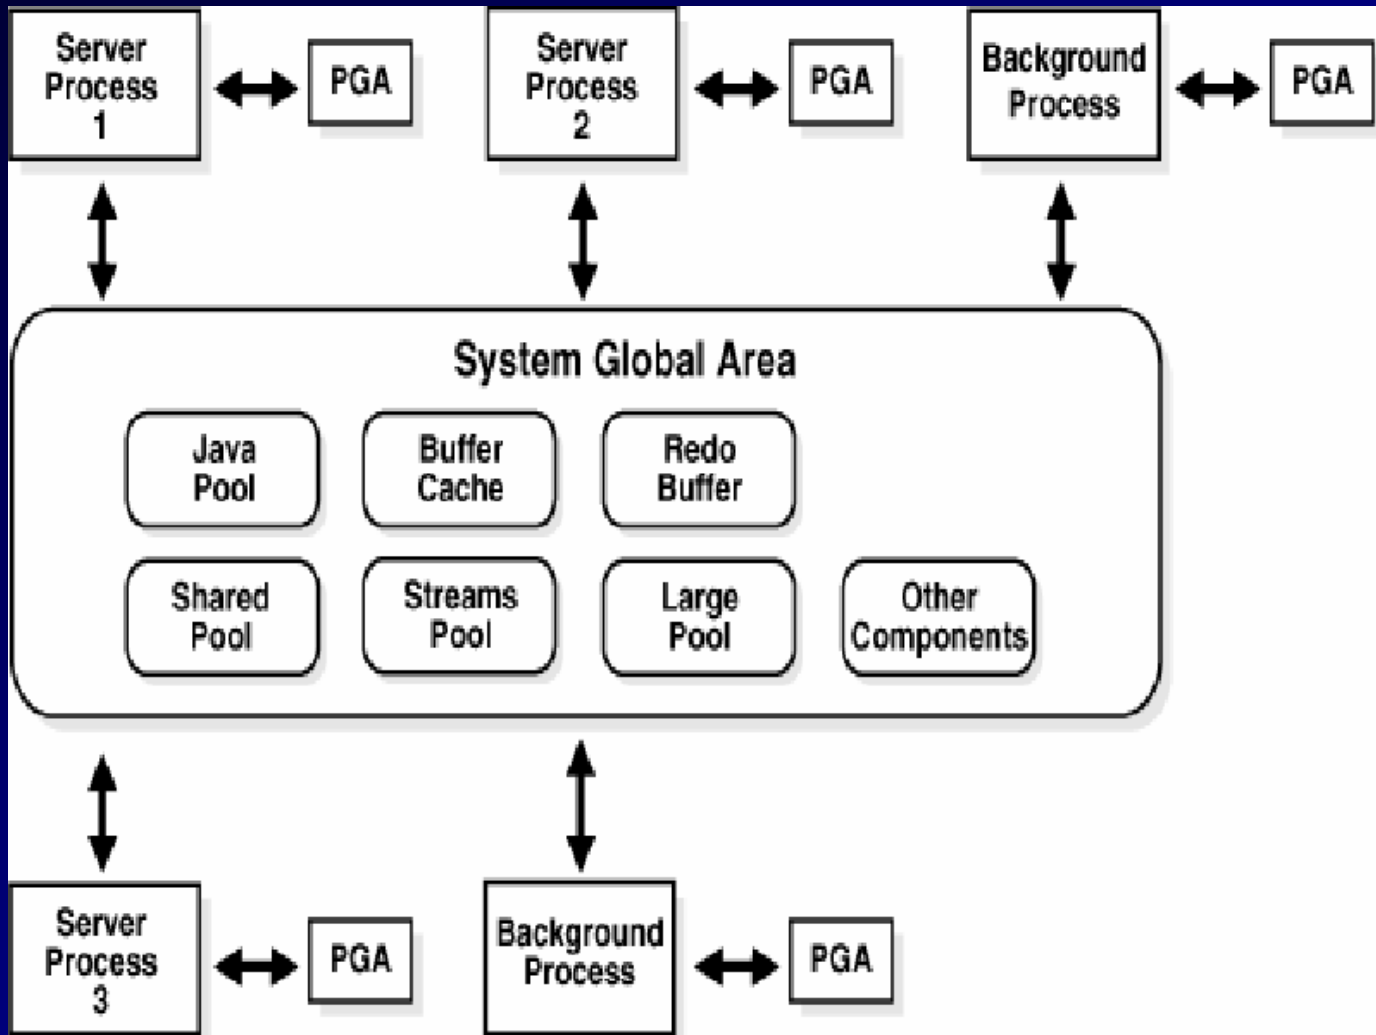 Server
Process
1
PGA
Server
Process
2
PGA
Background
Process
PGA
System Global Area
Java
Pool
Buffer
Cache
Redo
Buffer
Shared
Pool
Streams
Pool
Large
Pool
Other
Components
Server
Process
3
PGA
Background
Process
PGA